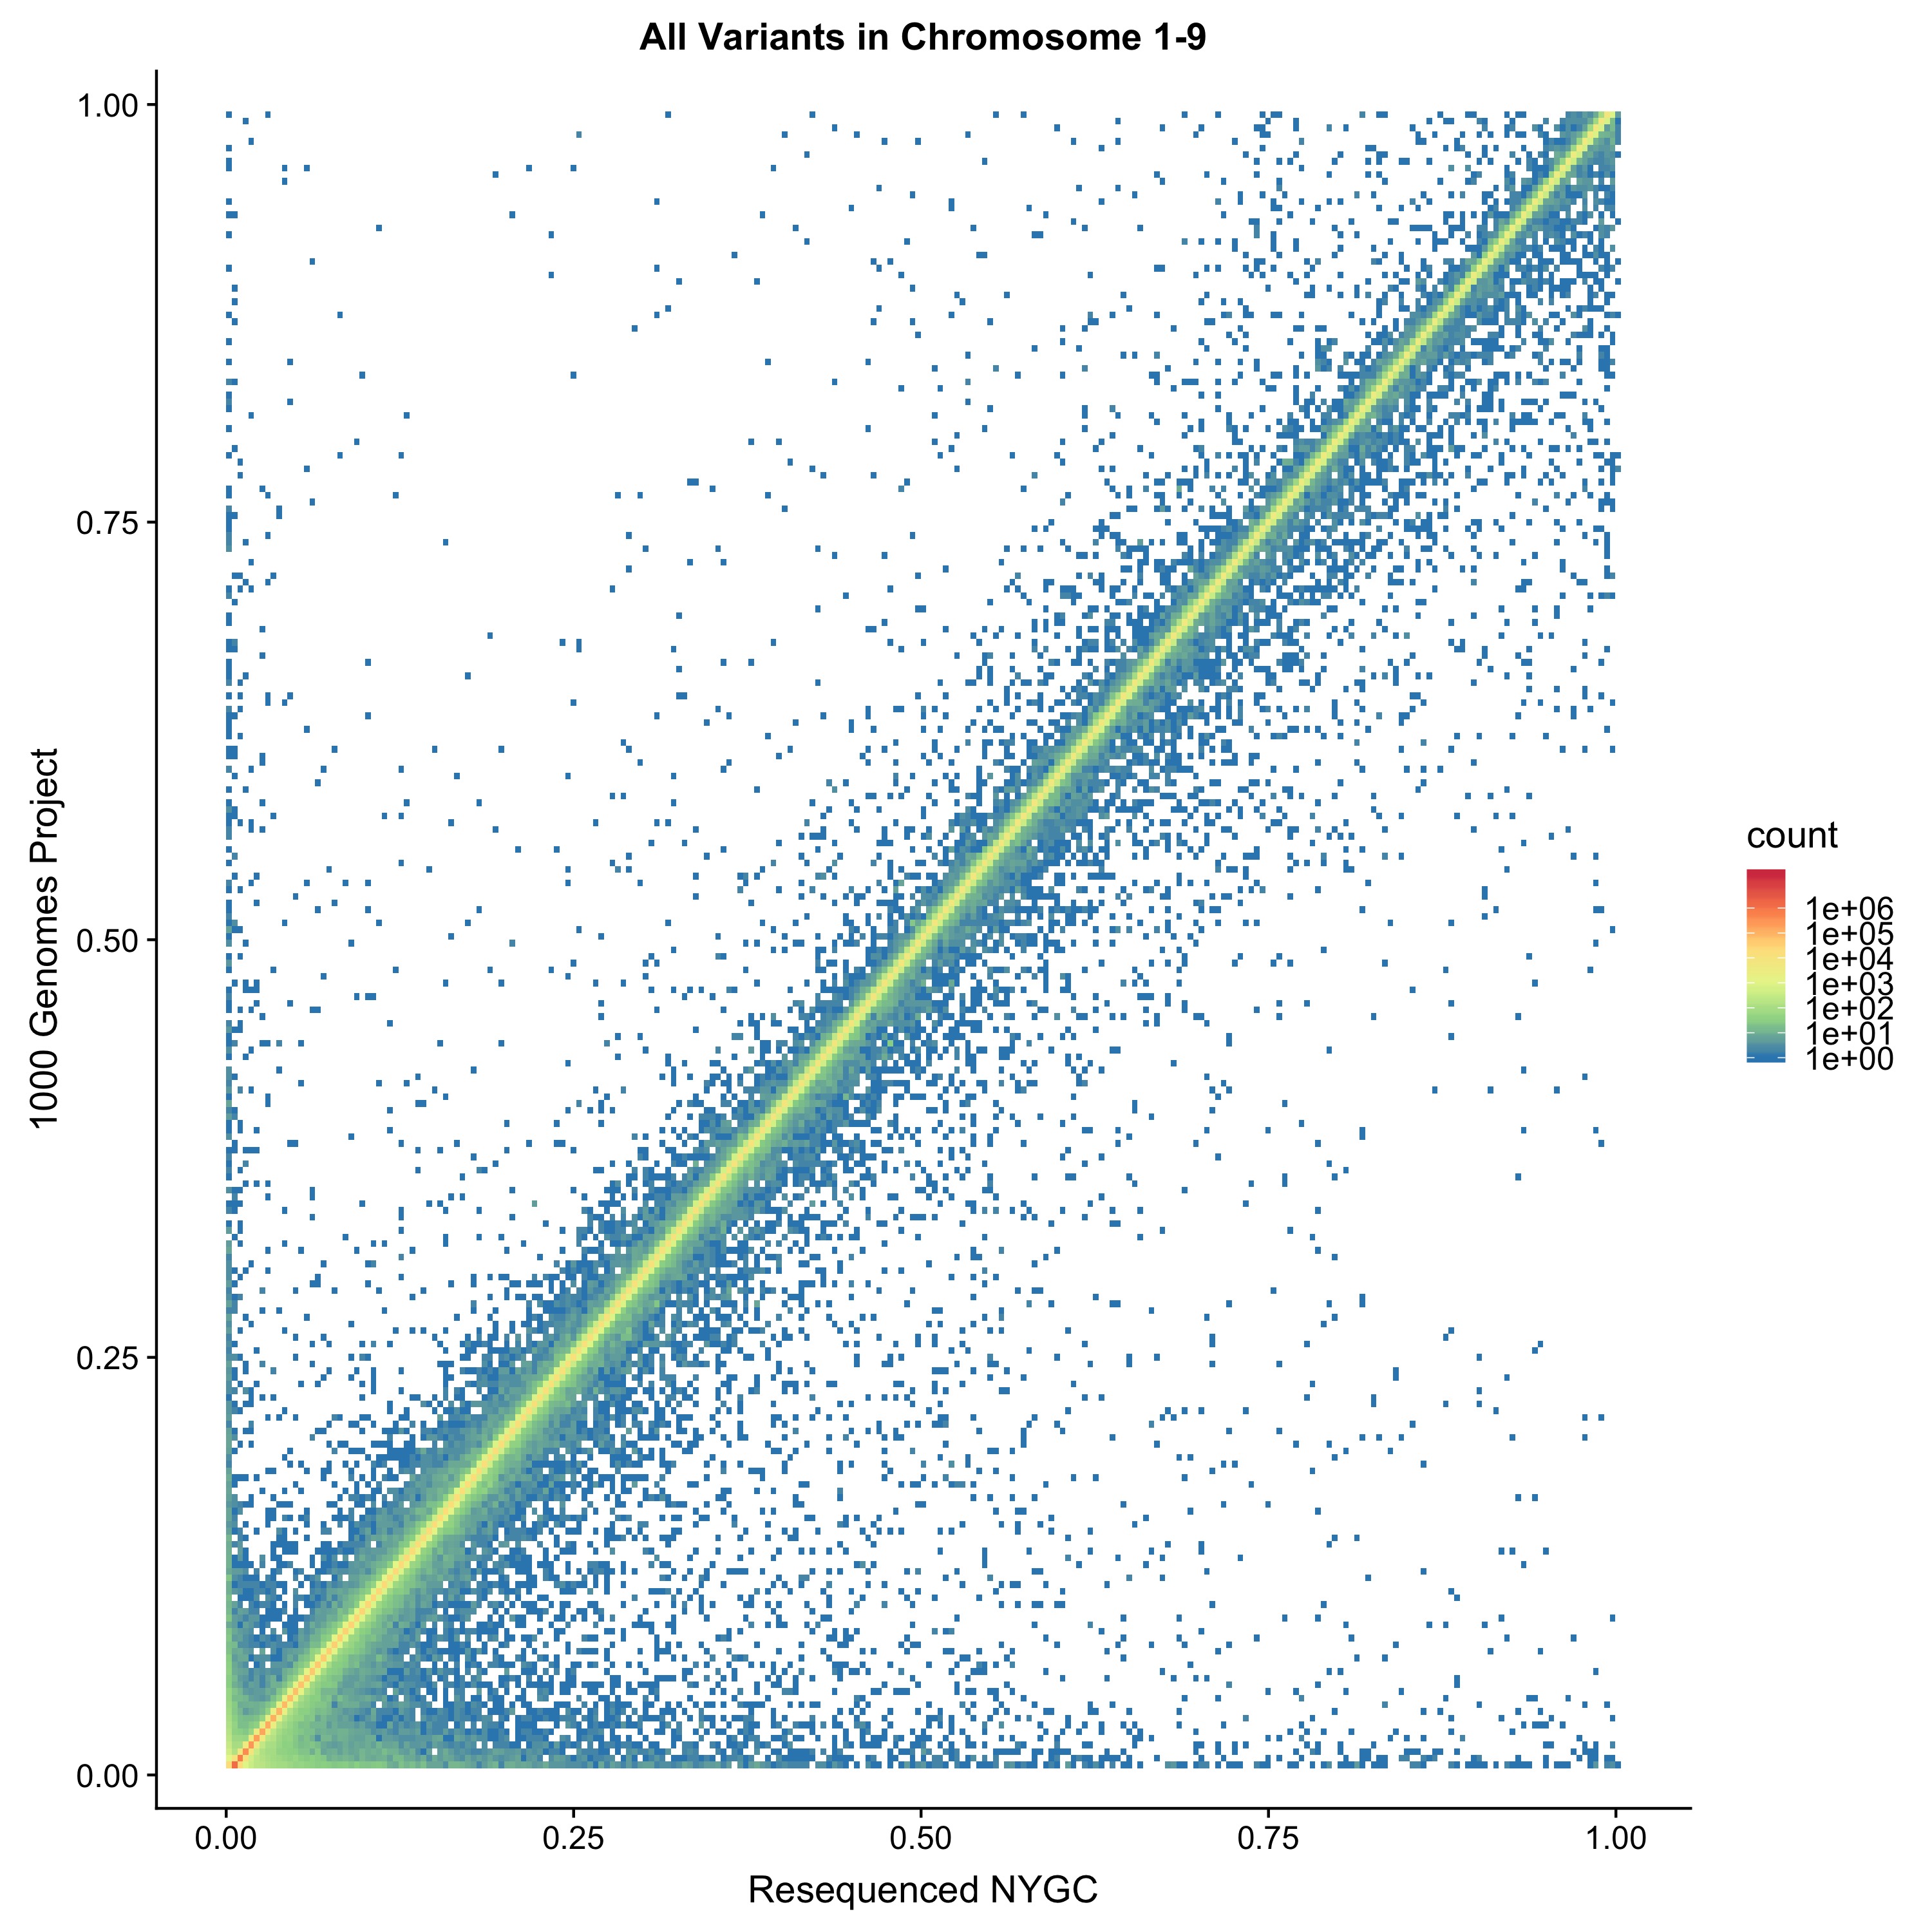 All Variants in Chromosome 1-9
1.00
0.75
0.50
0.25
0.00
1000 Genomes Project
0.00 0.25 0.50 0.75 1.00
Resequenced NYGC
count
1e+06
1e+05
1e+04
1e+03
1e+02
1e+01
1e+00